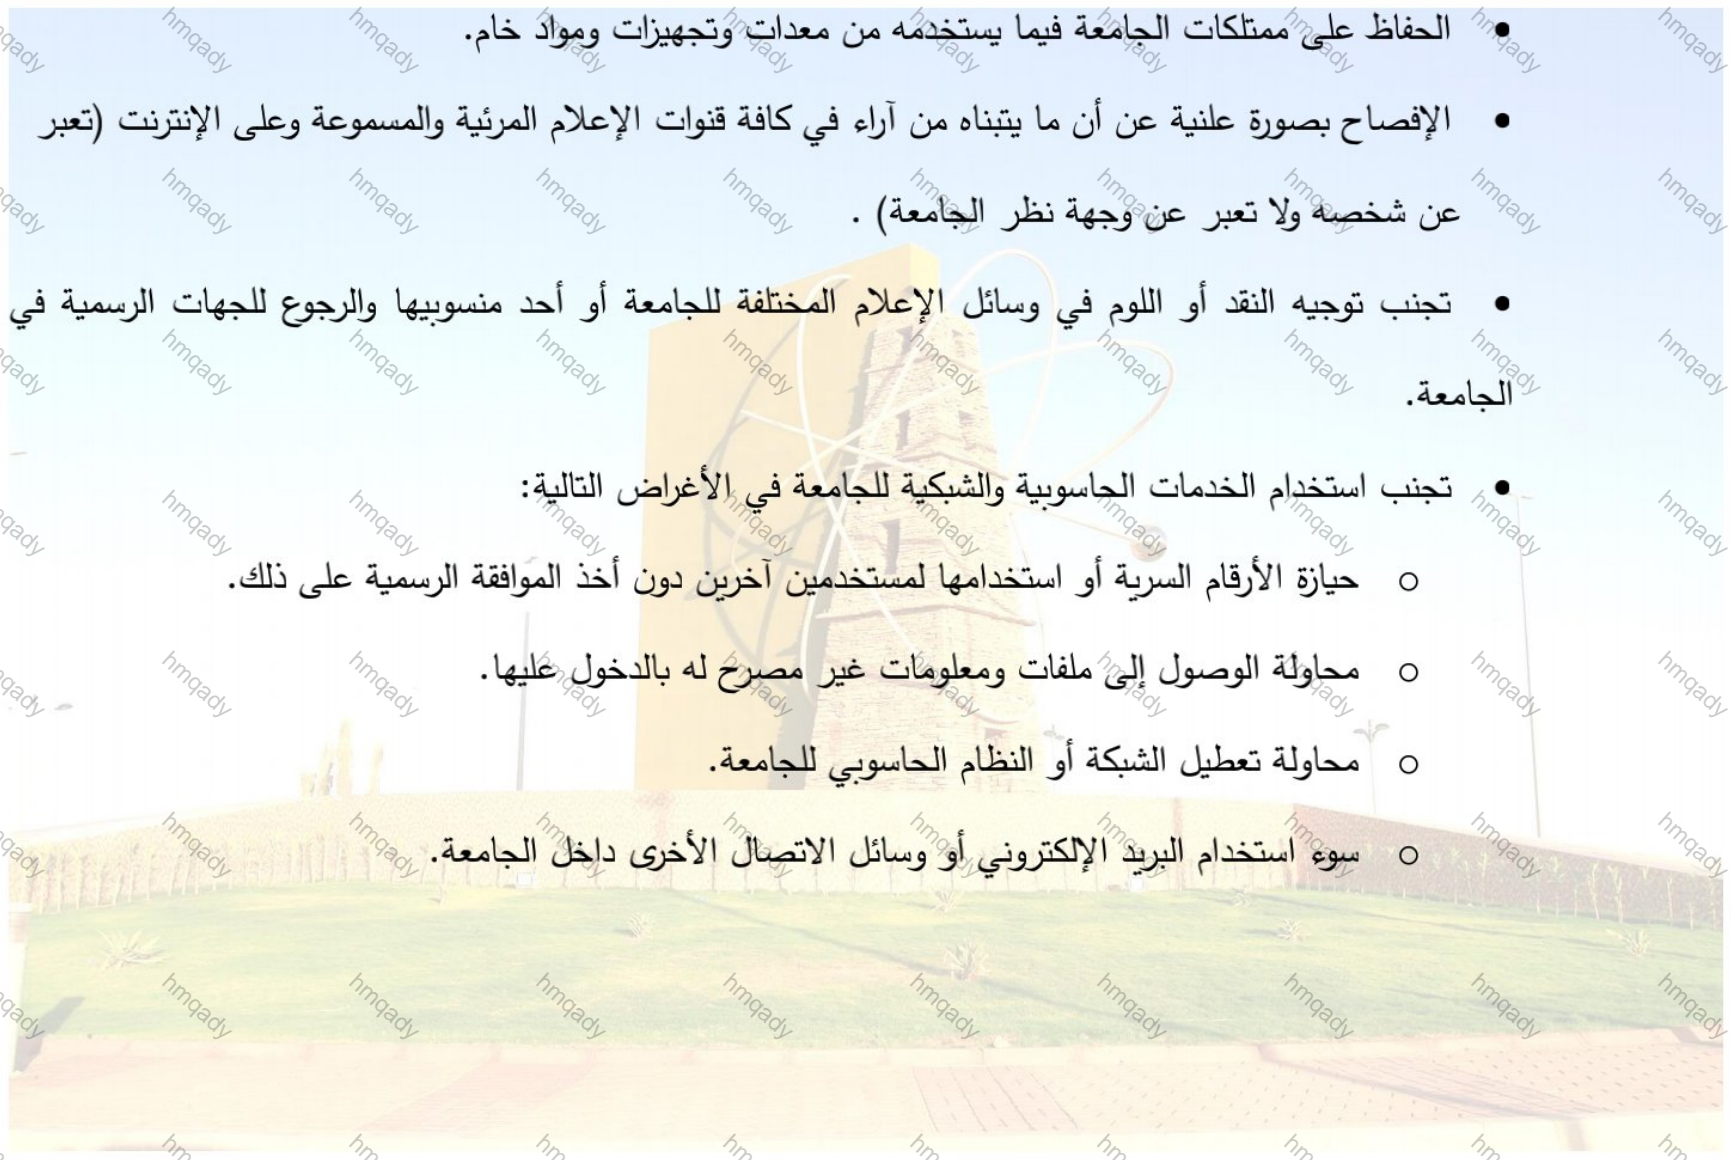 • الحفاظ على ممتلكات الجامعة فيما يستخدمه من معدات وتجهيزات ومواد خام.
• الإفصاح بصورة علنية عن أن ما يتبناه من آراء في كافة قنوات الإعلام المرئية والمسموعة وعلى الإنترنت (تعبر
عن شخصه ولا تعبر عن وجهة نظر الجامعة) .
• تجنب توجيه النقد أو اللوم في وسائل الإعلام المختلفة للجامعة أو أحد منسوبيها والرجوع للجهات الرسمية في
الجامعة.
• تجنب استخدام الخدمات الحاسوبية والشبكية للجامعة في الأغراض التالية:
o حيازة الأرقام السرية أو استخدامها لمستخدمين آخرين دون أخذ الموافقة الرسمية على ذلك.
o محاولة الوصول إلى ملفات ومعلومات غير مصرح له بالدخول عليها.
o محاولة تعطيل الشبكة أو النظام الحاسوبي للجامعة.
o سوء استخدام البريد الإلكتروني أو وسائل الاتصال الأخرى داخل الجامعة.
hmqady